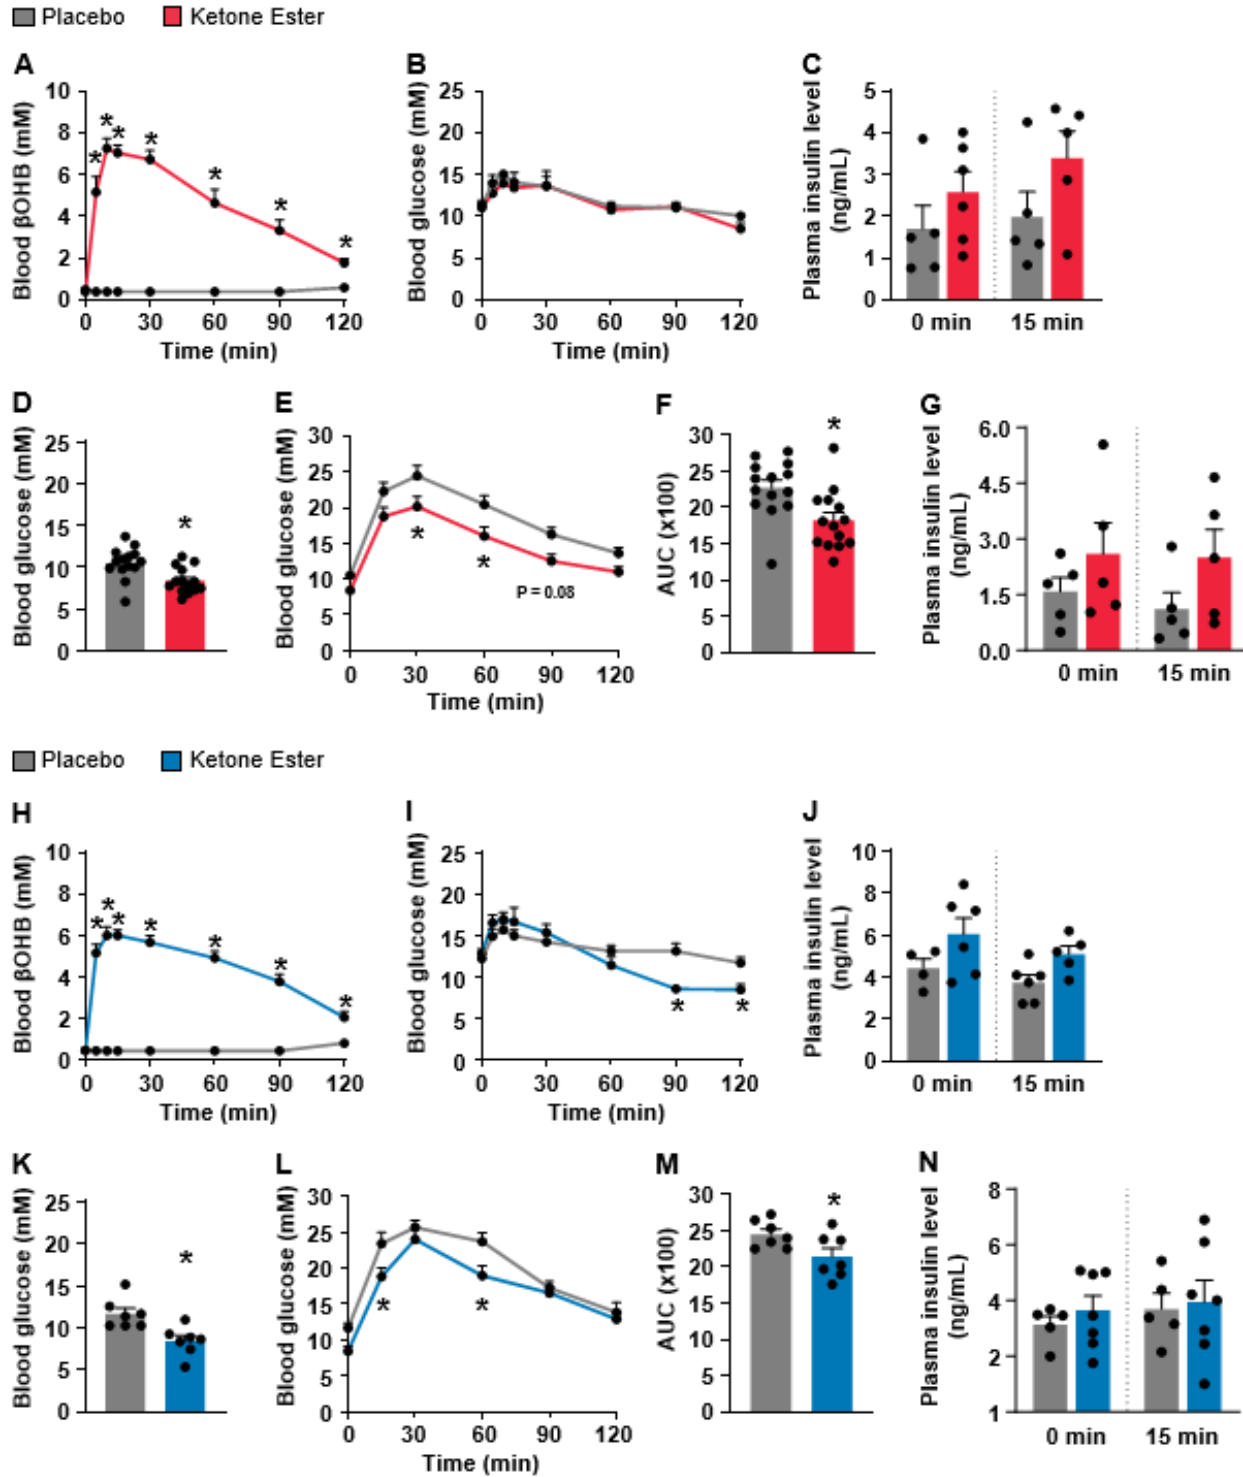 Placebo Ketone Ester
A
Blood βOHB (mM)
10
8
6
4
2
0
* * * * * * * *
0 30 60 90 120
Time (min)
B
Blood glucose (mM)
25
20
15
10
5
0
0 30 60 90 120
Time (min)
C
Plasma insulin level
(ng/mL)
5
4
3
2
1
0
0 min 15 min
D
Blood glucose (mM)
25
20
15
10
5
0
*
E
Blood glucose (mM)
30
25
20
15
10
5
0
* *
P = 0.08
0 30 60 90 120
Time (min)
F
AUC (x100)
30
25
20
15
10
5
0
*
G
Plasma insulin level
(ng/mL)
6.0
4.5
3.0
1.5
0.0
0 min 15 min
Placebo Ketone Ester
H
Blood βOHB (mM)
10
8
6
4
2
0
* * * * * * *
0 30 60 90 120
Time (min)
I
Blood glucose (mM)
25
20
15
10
5
0
* *
0 30 60 90 120
Time (min)
J
Plasma insulin level
(ng/mL)
10
8
6
4
2
0
0 min 15 min
K
Blood glucose (mM)
25
20
15
10
5
0
*
L
Blood glucose (mM)
30
25
20
15
10
5
0
* *
0 30 60 90 120
Time (min)
M
AUC (x100)
30
25
20
15
10
5
0
*
N
Plasma insulin level
(ng/mL)
8
6
4
2
1
0 min 15 min